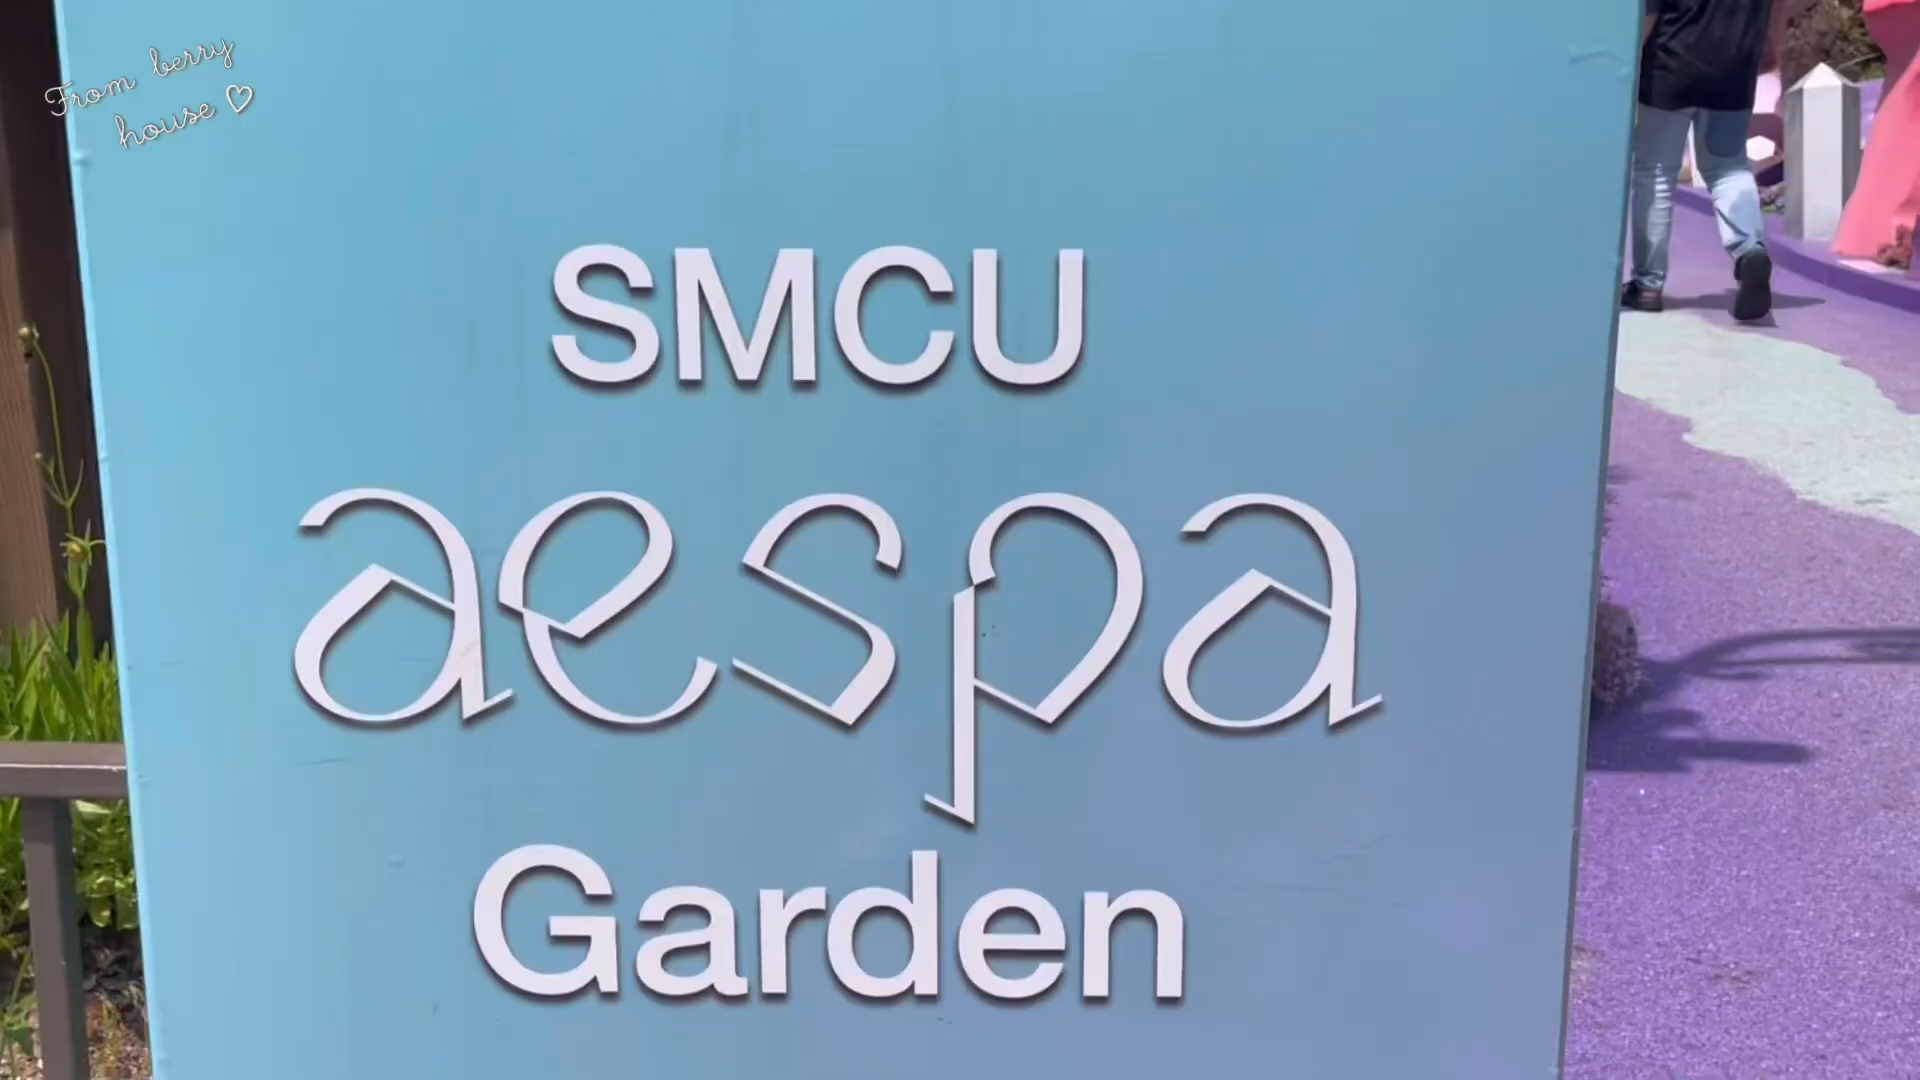 From berry
house ♡
SMCU
aespa
Garden